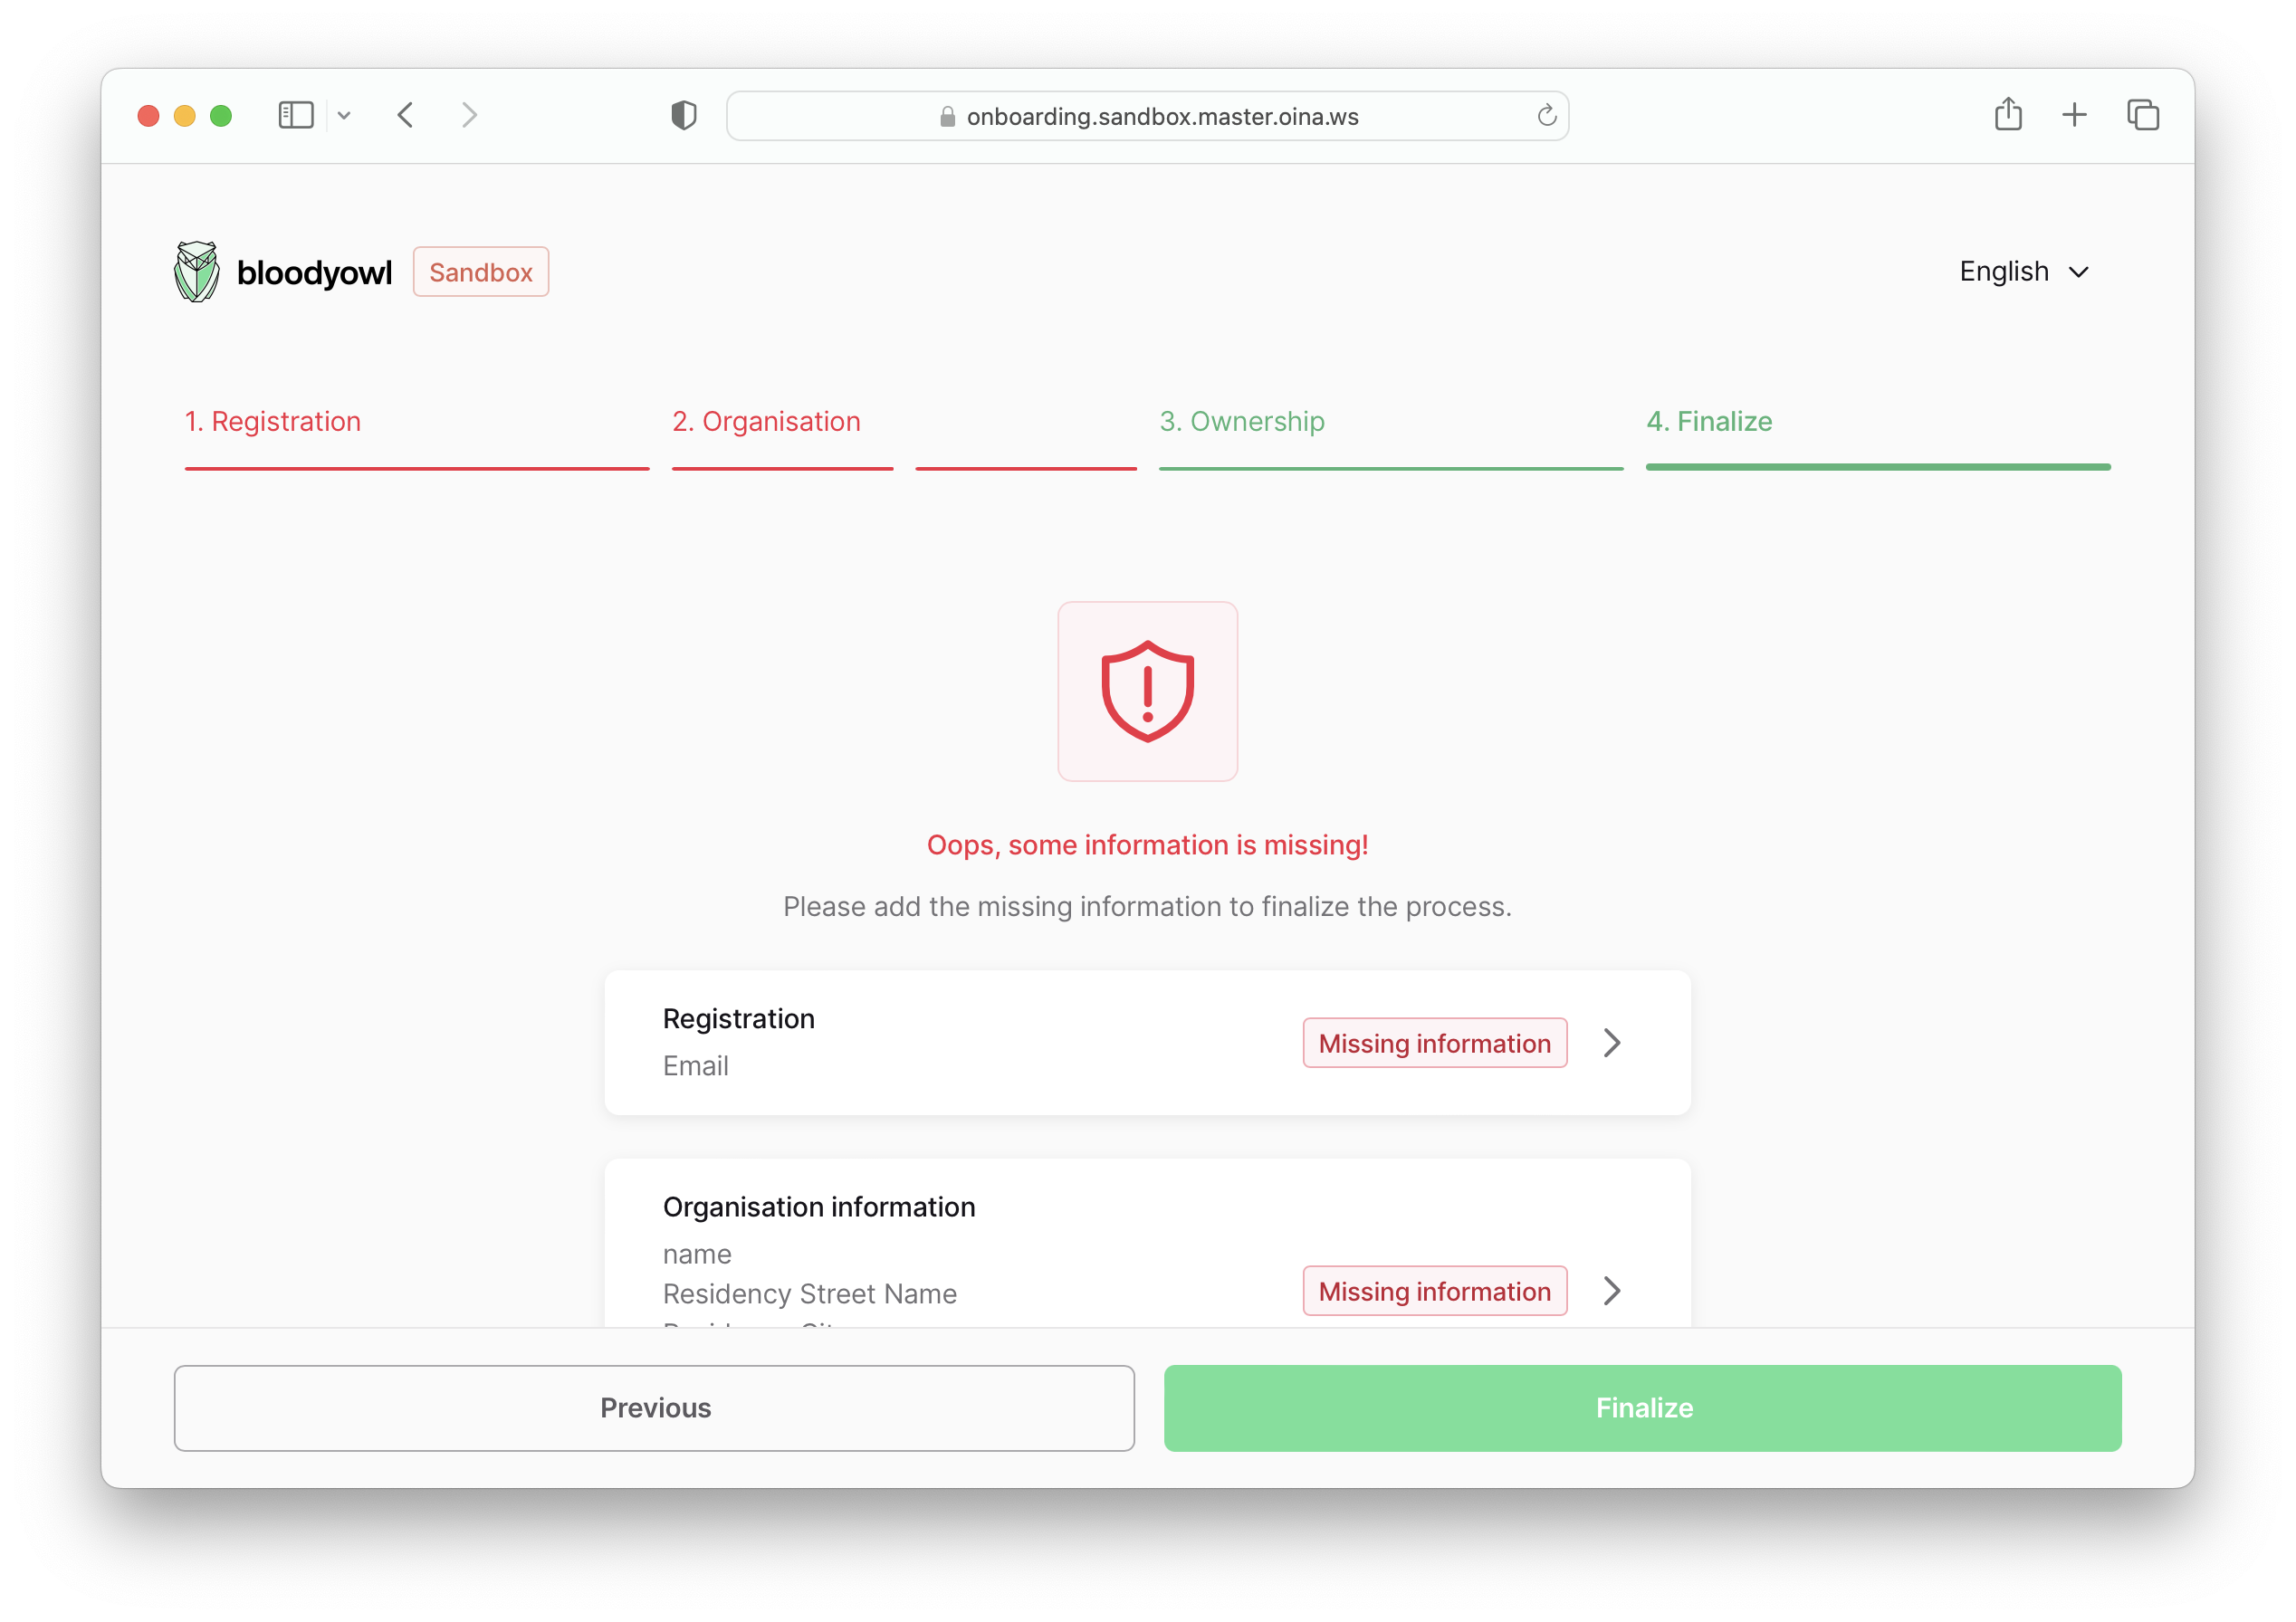 onboarding.sandbox.master.oina.ws
bloodyowl
Sandbox
English
1. Registration
2. Organisation
3. Ownership
4. Finalize
Oops, some information is missing!
Please add the missing information to finalize the process.
Registration
Email
Missing information
Organisation information
name
Residency Street Name
Missing information
Previous
Finalize